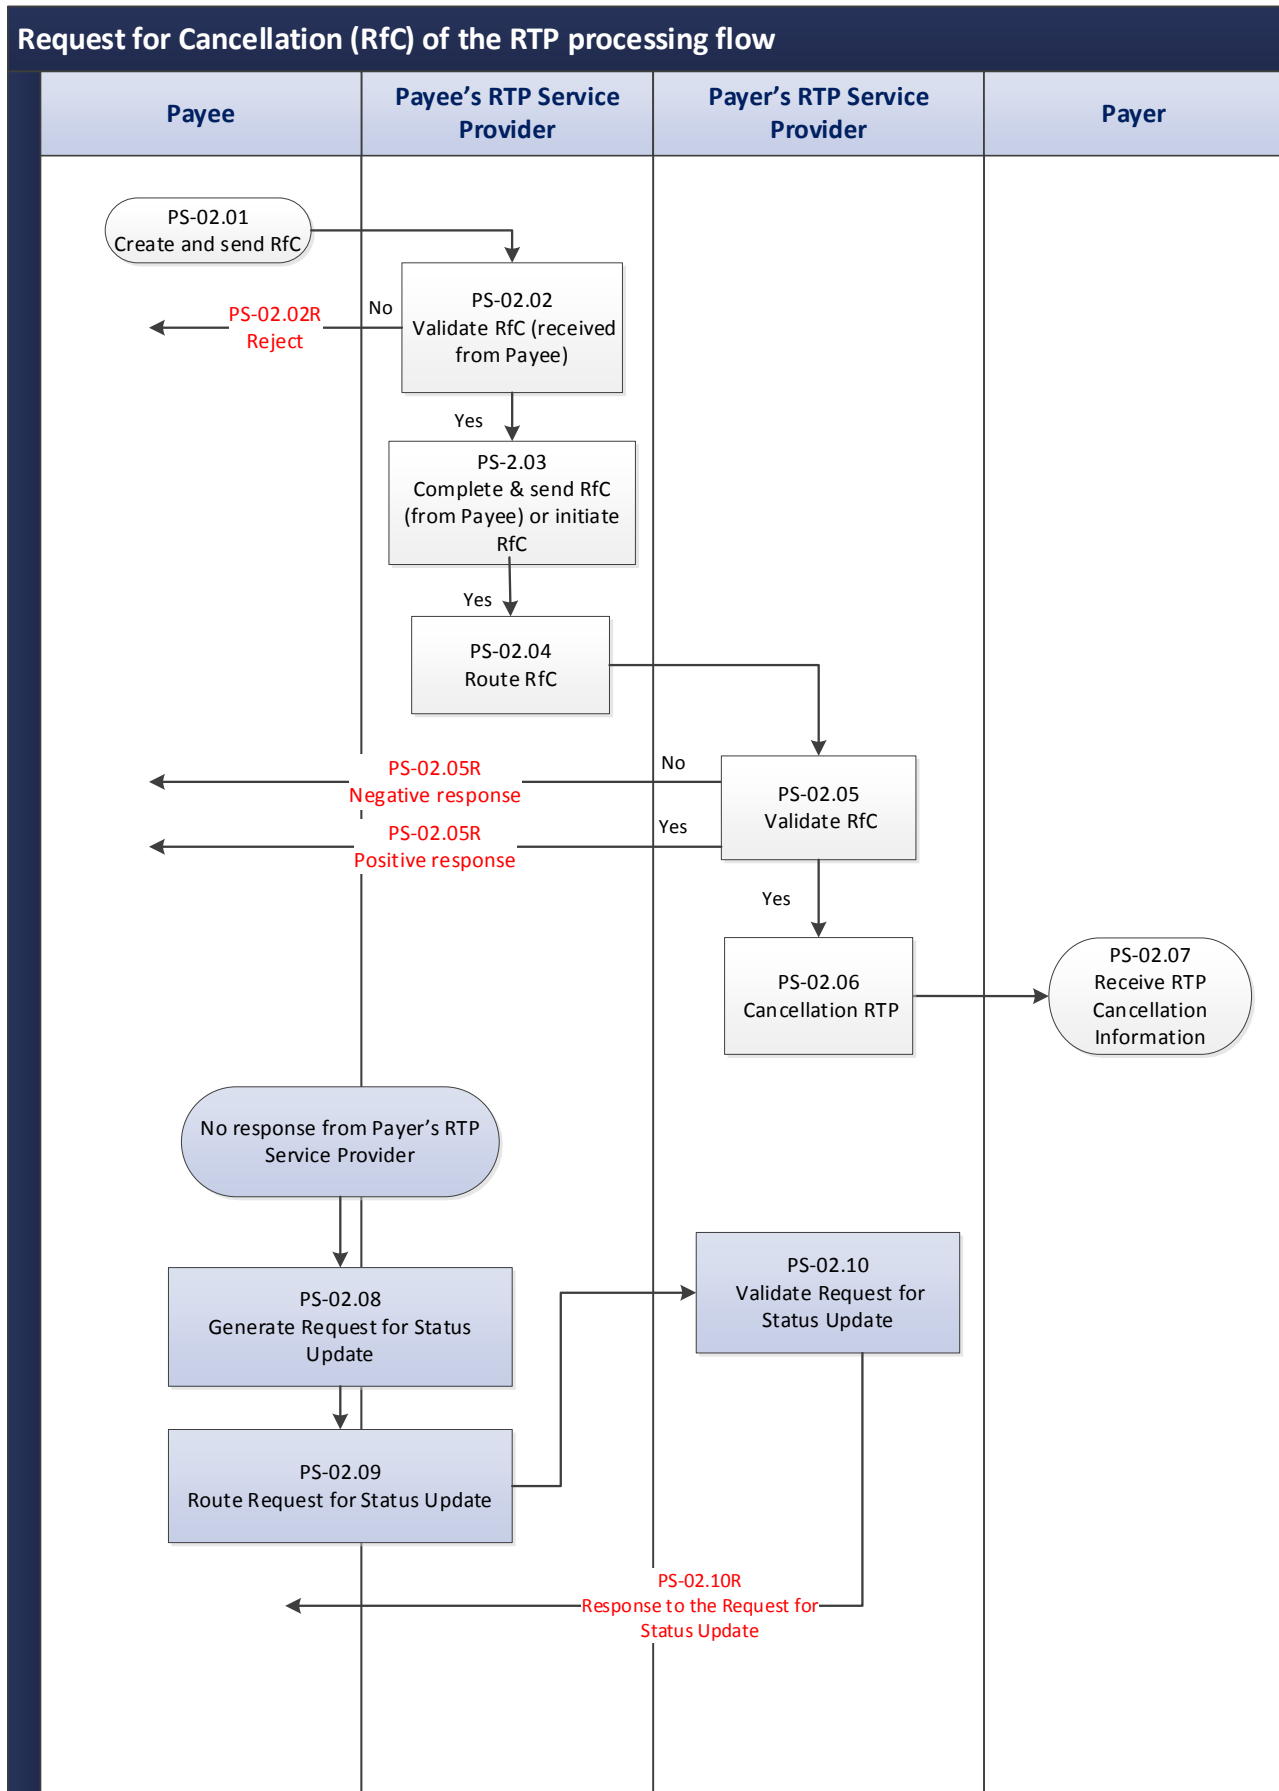 Request for Cancellation (RfC) of the RTP processing flow
Payee
Payee's RTP Service
Provider
Payer's RTP Service
Provider
Payer
PS-02.01
Create and send RfC
PS-02.02
Validate RfC (received
from Payee)
No
PS-02.02R
Reject
Yes
PS-2.03
Complete & send RfC
(from Payee) or initiate
RfC
Yes
PS-02.04
Route RfC
No
PS-02.05R
Negative response
PS-02.05
Validate RfC
Yes
PS-02.05R
Positive response
Yes
PS-02.06
Cancellation RTP
PS-02.07
Receive RTP
Cancellation
Information
No response from Payer's RTP
Service Provider
PS-02.08
Generate Request for Status
Update
PS-02.10
Validate Request for
Status Update
PS-02.09
Route Request for Status Update
PS-02.10R
Response to the Request for
Status Update